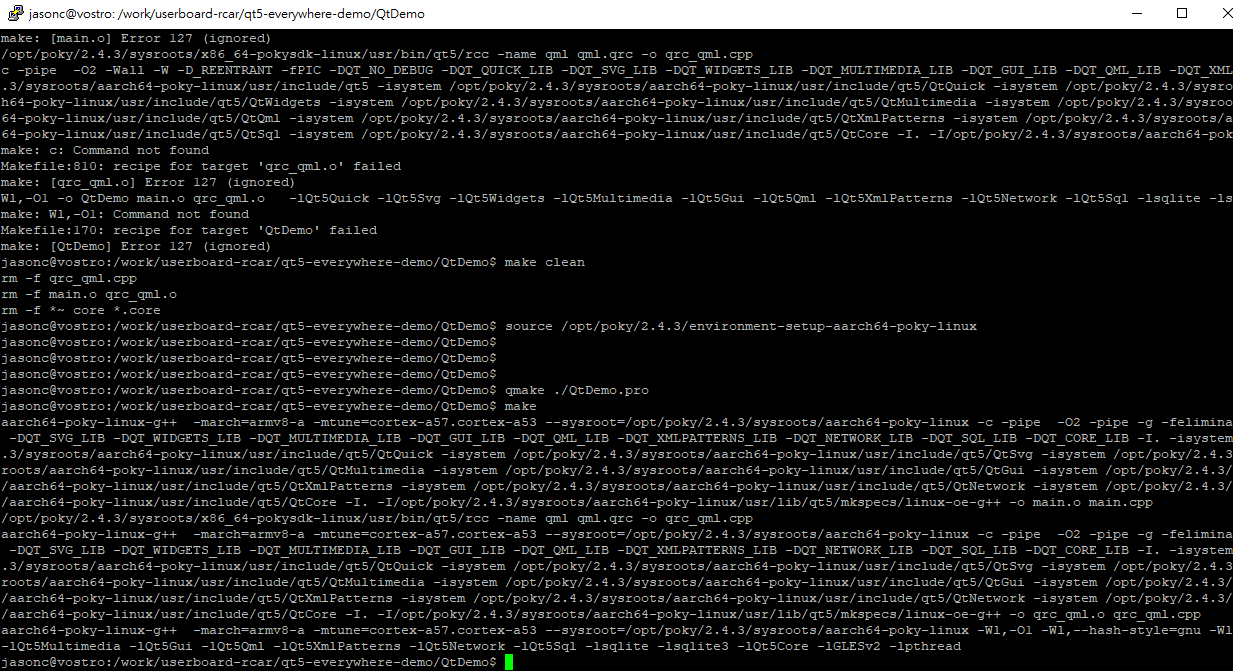 jasonc@vostro: /work/userboard-rcar/qt5-everywhere-demo/QtDemo
make: [main.o] Error 127 (ignored)
/opt/poky/2.4.3/sysroots/x86_64-pokysdk-linux/usr/bin/qt5/rcc -name qml qml.qrc -o qrc_qml.cpp
c -pipe  -O2 -Wall -W -D_REENTRANT -fPIC -DQT_NO_DEBUG -DQT_QUICK_LIB -DQT_SVG_LIB -DQT_WIDGETS_LIB -DQT_MULTIMEDIA_LIB -DQT_GUI_LIB -DQT_QML_LIB -DQT_XML
.3/sysroots/aarch64-poky-linux/usr/include/qt5 -isystem /opt/poky/2.4.3/sysroots/aarch64-poky-linux/usr/include/qt5/QtQuick -isystem /opt/poky/2.4.3/sysro
h64-poky-linux/usr/include/qt5/QtWidgets -isystem /opt/poky/2.4.3/sysroots/aarch64-poky-linux/usr/include/qt5/QtMultimedia -isystem /opt/poky/2.4.3/sysroo
64-poky-linux/usr/include/qt5/QtQml -isystem /opt/poky/2.4.3/sysroots/aarch64-poky-linux/usr/include/qt5/QtXmlPatterns -isystem /opt/poky/2.4.3/sysroots/a
64-poky-linux/usr/include/qt5/QtSql -isystem /opt/poky/2.4.3/sysroots/aarch64-poky-linux/usr/include/qt5/QtCore -I. -I/opt/poky/2.4.3/sysroots/aarch64-pok
make: c: Command not found
Makefile:810: recipe for target 'qrc_qml.o' failed
make: [qrc_qml.o] Error 127 (ignored)
Wl,-O1 -o QtDemo main.o qrc_qml.o   -lQt5Quick -lQt5Svg -lQt5Widgets -lQt5Multimedia -lQt5Gui -lQt5Qml -lQt5XmlPatterns -lQt5Network -lQt5Sql -lsqlite -ls
make: Wl,-O1: Command not found
Makefile:170: recipe for target 'QtDemo' failed
make: [QtDemo] Error 127 (ignored)
jasonc@vostro:/work/userboard-rcar/qt5-everywhere-demo/QtDemo$ make clean
rm -f qrc_qml.cpp
rm -f main.o qrc_qml.o
rm -f *~ core *.core
jasonc@vostro:/work/userboard-rcar/qt5-everywhere-demo/QtDemo$ source /opt/poky/2.4.3/environment-setup-aarch64-poky-linux
jasonc@vostro:/work/userboard-rcar/qt5-everywhere-demo/QtDemo$
jasonc@vostro:/work/userboard-rcar/qt5-everywhere-demo/QtDemo$
jasonc@vostro:/work/userboard-rcar/qt5-everywhere-demo/QtDemo$
jasonc@vostro:/work/userboard-rcar/qt5-everywhere-demo/QtDemo$ qmake ./QtDemo.pro
jasonc@vostro:/work/userboard-rcar/qt5-everywhere-demo/QtDemo$ make
aarch64-poky-linux-g++  -march=armv8-a -mtune=cortex-a57.cortex-a53 --sysroot=/opt/poky/2.4.3/sysroots/aarch64-poky-linux -c -pipe  -O2 -pipe -g -felimina
 -DQT_SVG_LIB -DQT_WIDGETS_LIB -DQT_MULTIMEDIA_LIB -DQT_GUI_LIB -DQT_QML_LIB -DQT_XMLPATTERNS_LIB -DQT_NETWORK_LIB -DQT_SQL_LIB -DQT_CORE_LIB -I. -isystem
.3/sysroots/aarch64-poky-linux/usr/include/qt5/QtQuick -isystem /opt/poky/2.4.3/sysroots/aarch64-poky-linux/usr/include/qt5/QtSvg -isystem /opt/poky/2.4.3
roots/aarch64-poky-linux/usr/include/qt5/QtMultimedia -isystem /opt/poky/2.4.3/sysroots/aarch64-poky-linux/usr/include/qt5/QtGui -isystem /opt/poky/2.4.3/
/aarch64-poky-linux/usr/include/qt5/QtXmlPatterns -isystem /opt/poky/2.4.3/sysroots/aarch64-poky-linux/usr/include/qt5/QtNetwork -isystem /opt/poky/2.4.3/
/aarch64-poky-linux/usr/include/qt5/QtCore -I. -I/opt/poky/2.4.3/sysroots/aarch64-poky-linux/usr/lib/qt5/mkspecs/linux-oe-g++ -o main.o main.cpp
/opt/poky/2.4.3/sysroots/x86_64-pokysdk-linux/usr/bin/qt5/rcc -name qml qml.qrc -o qrc_qml.cpp
aarch64-poky-linux-g++  -march=armv8-a -mtune=cortex-a57.cortex-a53 --sysroot=/opt/poky/2.4.3/sysroots/aarch64-poky-linux -c -pipe  -O2 -pipe -g -felimina
 -DQT_SVG_LIB -DQT_WIDGETS_LIB -DQT_MULTIMEDIA_LIB -DQT_GUI_LIB -DQT_QML_LIB -DQT_XMLPATTERNS_LIB -DQT_NETWORK_LIB -DQT_SQL_LIB -DQT_CORE_LIB -I. -isystem
.3/sysroots/aarch64-poky-linux/usr/include/qt5/QtQuick -isystem /opt/poky/2.4.3/sysroots/aarch64-poky-linux/usr/include/qt5/QtSvg -isystem /opt/poky/2.4.3
roots/aarch64-poky-linux/usr/include/qt5/QtMultimedia -isystem /opt/poky/2.4.3/sysroots/aarch64-poky-linux/usr/include/qt5/QtGui -isystem /opt/poky/2.4.3/
/aarch64-poky-linux/usr/include/qt5/QtXmlPatterns -isystem /opt/poky/2.4.3/sysroots/aarch64-poky-linux/usr/include/qt5/QtNetwork -isystem /opt/poky/2.4.3/
/aarch64-poky-linux/usr/include/qt5/QtCore -I. -I/opt/poky/2.4.3/sysroots/aarch64-poky-linux/usr/lib/qt5/mkspecs/linux-oe-g++ -o qrc_qml.o qrc_qml.cpp
aarch64-poky-linux-g++  -march=armv8-a -mtune=cortex-a57.cortex-a53 --sysroot=/opt/poky/2.4.3/sysroots/aarch64-poky-linux -Wl,-O1 -Wl,--hash-style=gnu -Wl
-lQt5Multimedia -lQt5Gui -lQt5Qml -lQt5XmlPatterns -lQt5Network -lQt5Sql -lsqlite -lsqlite3 -lQt5Core -lGLESv2 -lpthread
jasonc@vostro:/work/userboard-rcar/qt5-everywhere-demo/QtDemo$